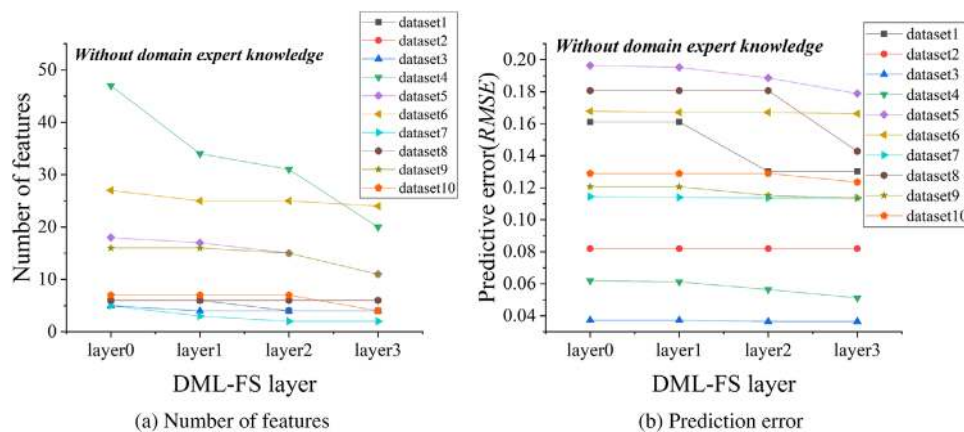 Without domain expert knowledge
dataset1
dataset2
dataset3
dataset4
dataset5
dataset6
dataset7
dataset8
dataset9
dataset10
Number of features
50
40
30
20
10
0
layer0 layer1 layer2 layer3
DML-FS layer
(a) Number of features
Without domain expert knowledge
dataset1
dataset2
dataset3
dataset4
dataset5
dataset6
dataset7
dataset8
dataset9
dataset10
Predictive error(RMSE)
0.20
0.18
0.16
0.14
0.12
0.10
0.08
0.06
0.04
layer0 layer1 layer2 layer3
DML-FS layer
(b) Prediction error